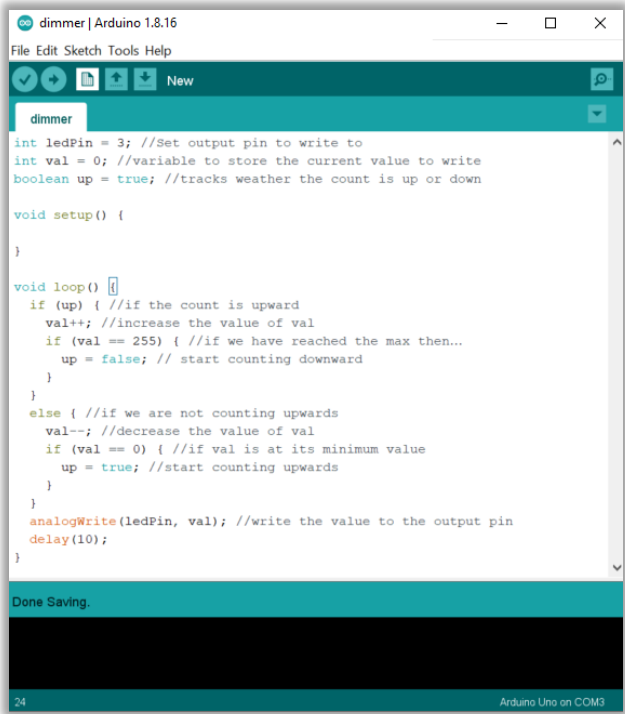 dimmer | Arduino 1.8.16
File Edit Sketch Tools Help
New
dimmer
int ledPin = 3; //Set output pin to write to
int val = 0; //variable to store the current value to write
boolean up = true; //tracks weather the count is up or down
void setup() {
}
void loop() {
  if (up) { //if the count is upward
    val++; //increase the value of val
    if (val == 255) { //if we have reached the max then...
      up = false; // start counting downward
    }
  }
  else { //if we are not counting upwards
    val--; //decrease the value of val
    if (val == 0) { //if val is at its minimum value
      up = true; //start counting upwards
    }
  }
  analogWrite(ledPin, val); //write the value to the output pin
  delay(10);
}
Done Saving.
24 Arduino Uno on COM3